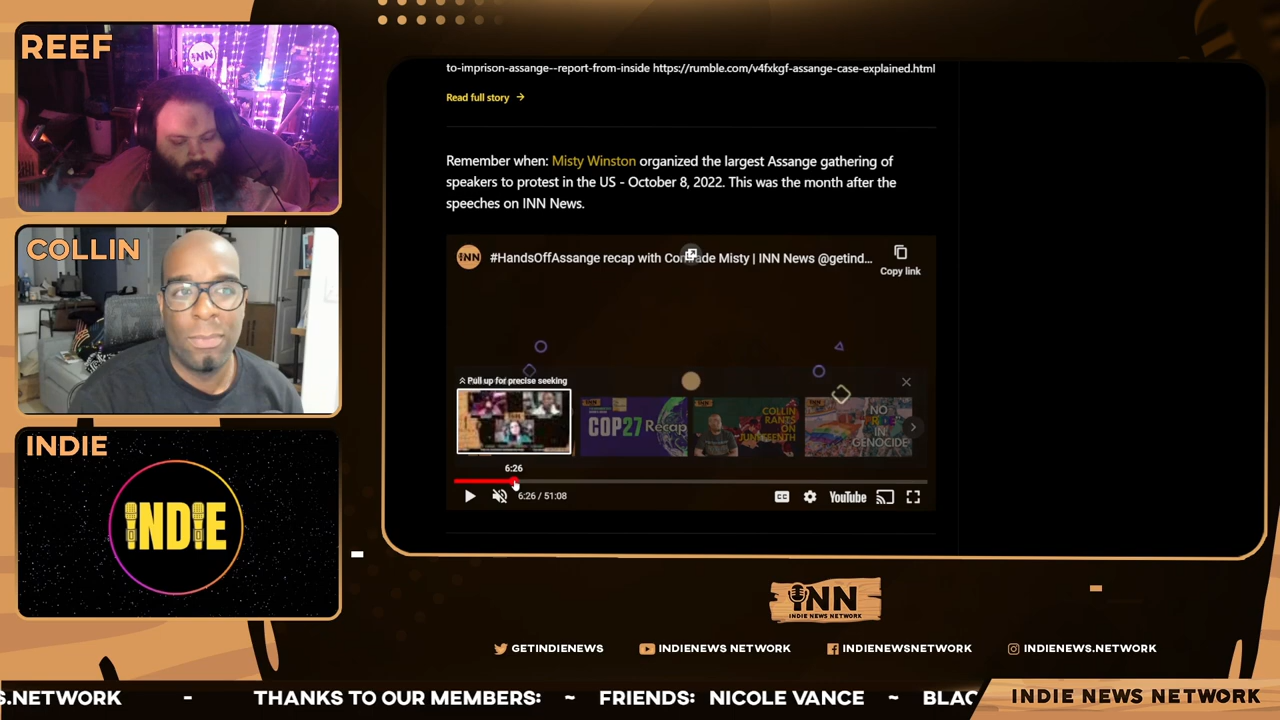 REEF
INN
COLLIN
INDIE
INDIE
to-imprison-assange--report-from-inside https://rumble.com/v4fxkgf-assange-case-explained.html
Read full story →
Remember when: Misty Winston organized the largest Assange gathering of
speakers to protest in the US - October 8, 2022. This was the month after the
speeches on INN News.
INN
#HandsOffAssange recap with Comrade Misty | INN News @getind...
Copy link
Pull up for precise seeking
COP27 Recap
COLLIN
RANTS
ON
JUNETEENTH
NO
PRIDE
IN
GENOCIDE
6:26
6:26 / 51:08
CC
YouTube
INN
INDIE NEWS NETWORK
GETINDIENEWS
INDIENEWS NETWORK
INDIENEWSNETWORK
INDIENEWS.NETWORK
S.NETWORK - THANKS TO OUR MEMBERS: ~ FRIENDS: NICOLE VANCE ~ BLAC
INDIE NEWS NETWORK